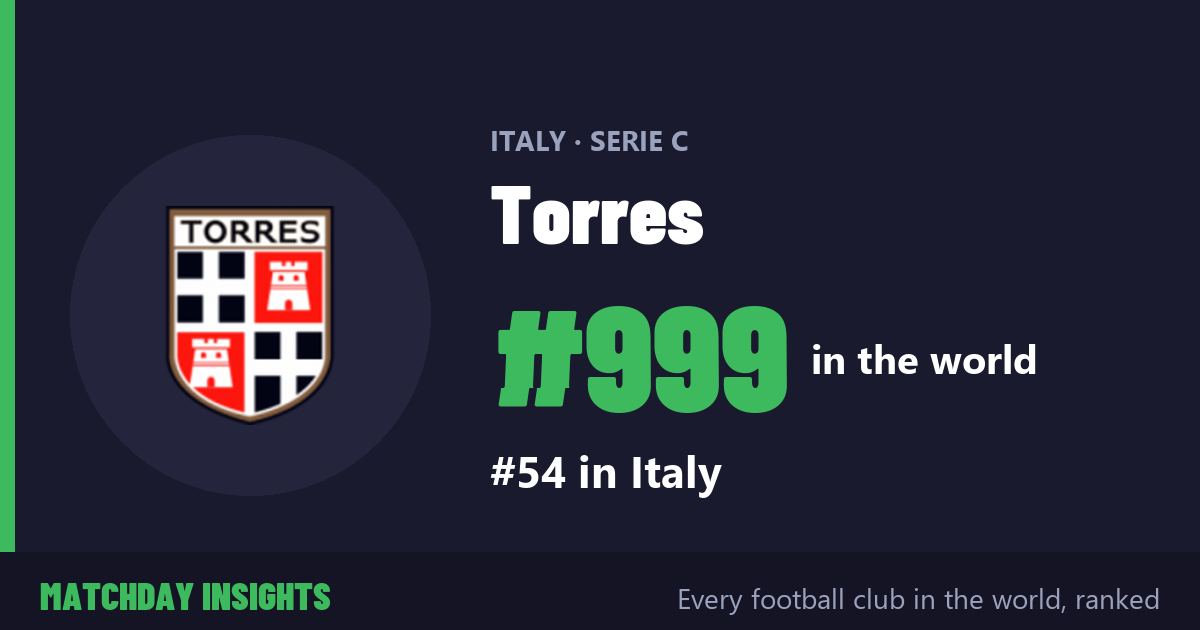 ITALY · SERIE C
Torres
TORRES
#999 in the world
#54 in Italy
MATCHDAY INSIGHTS
Every football club in the world, ranked